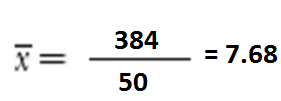 x̅ = 384 / 50 = 7.68